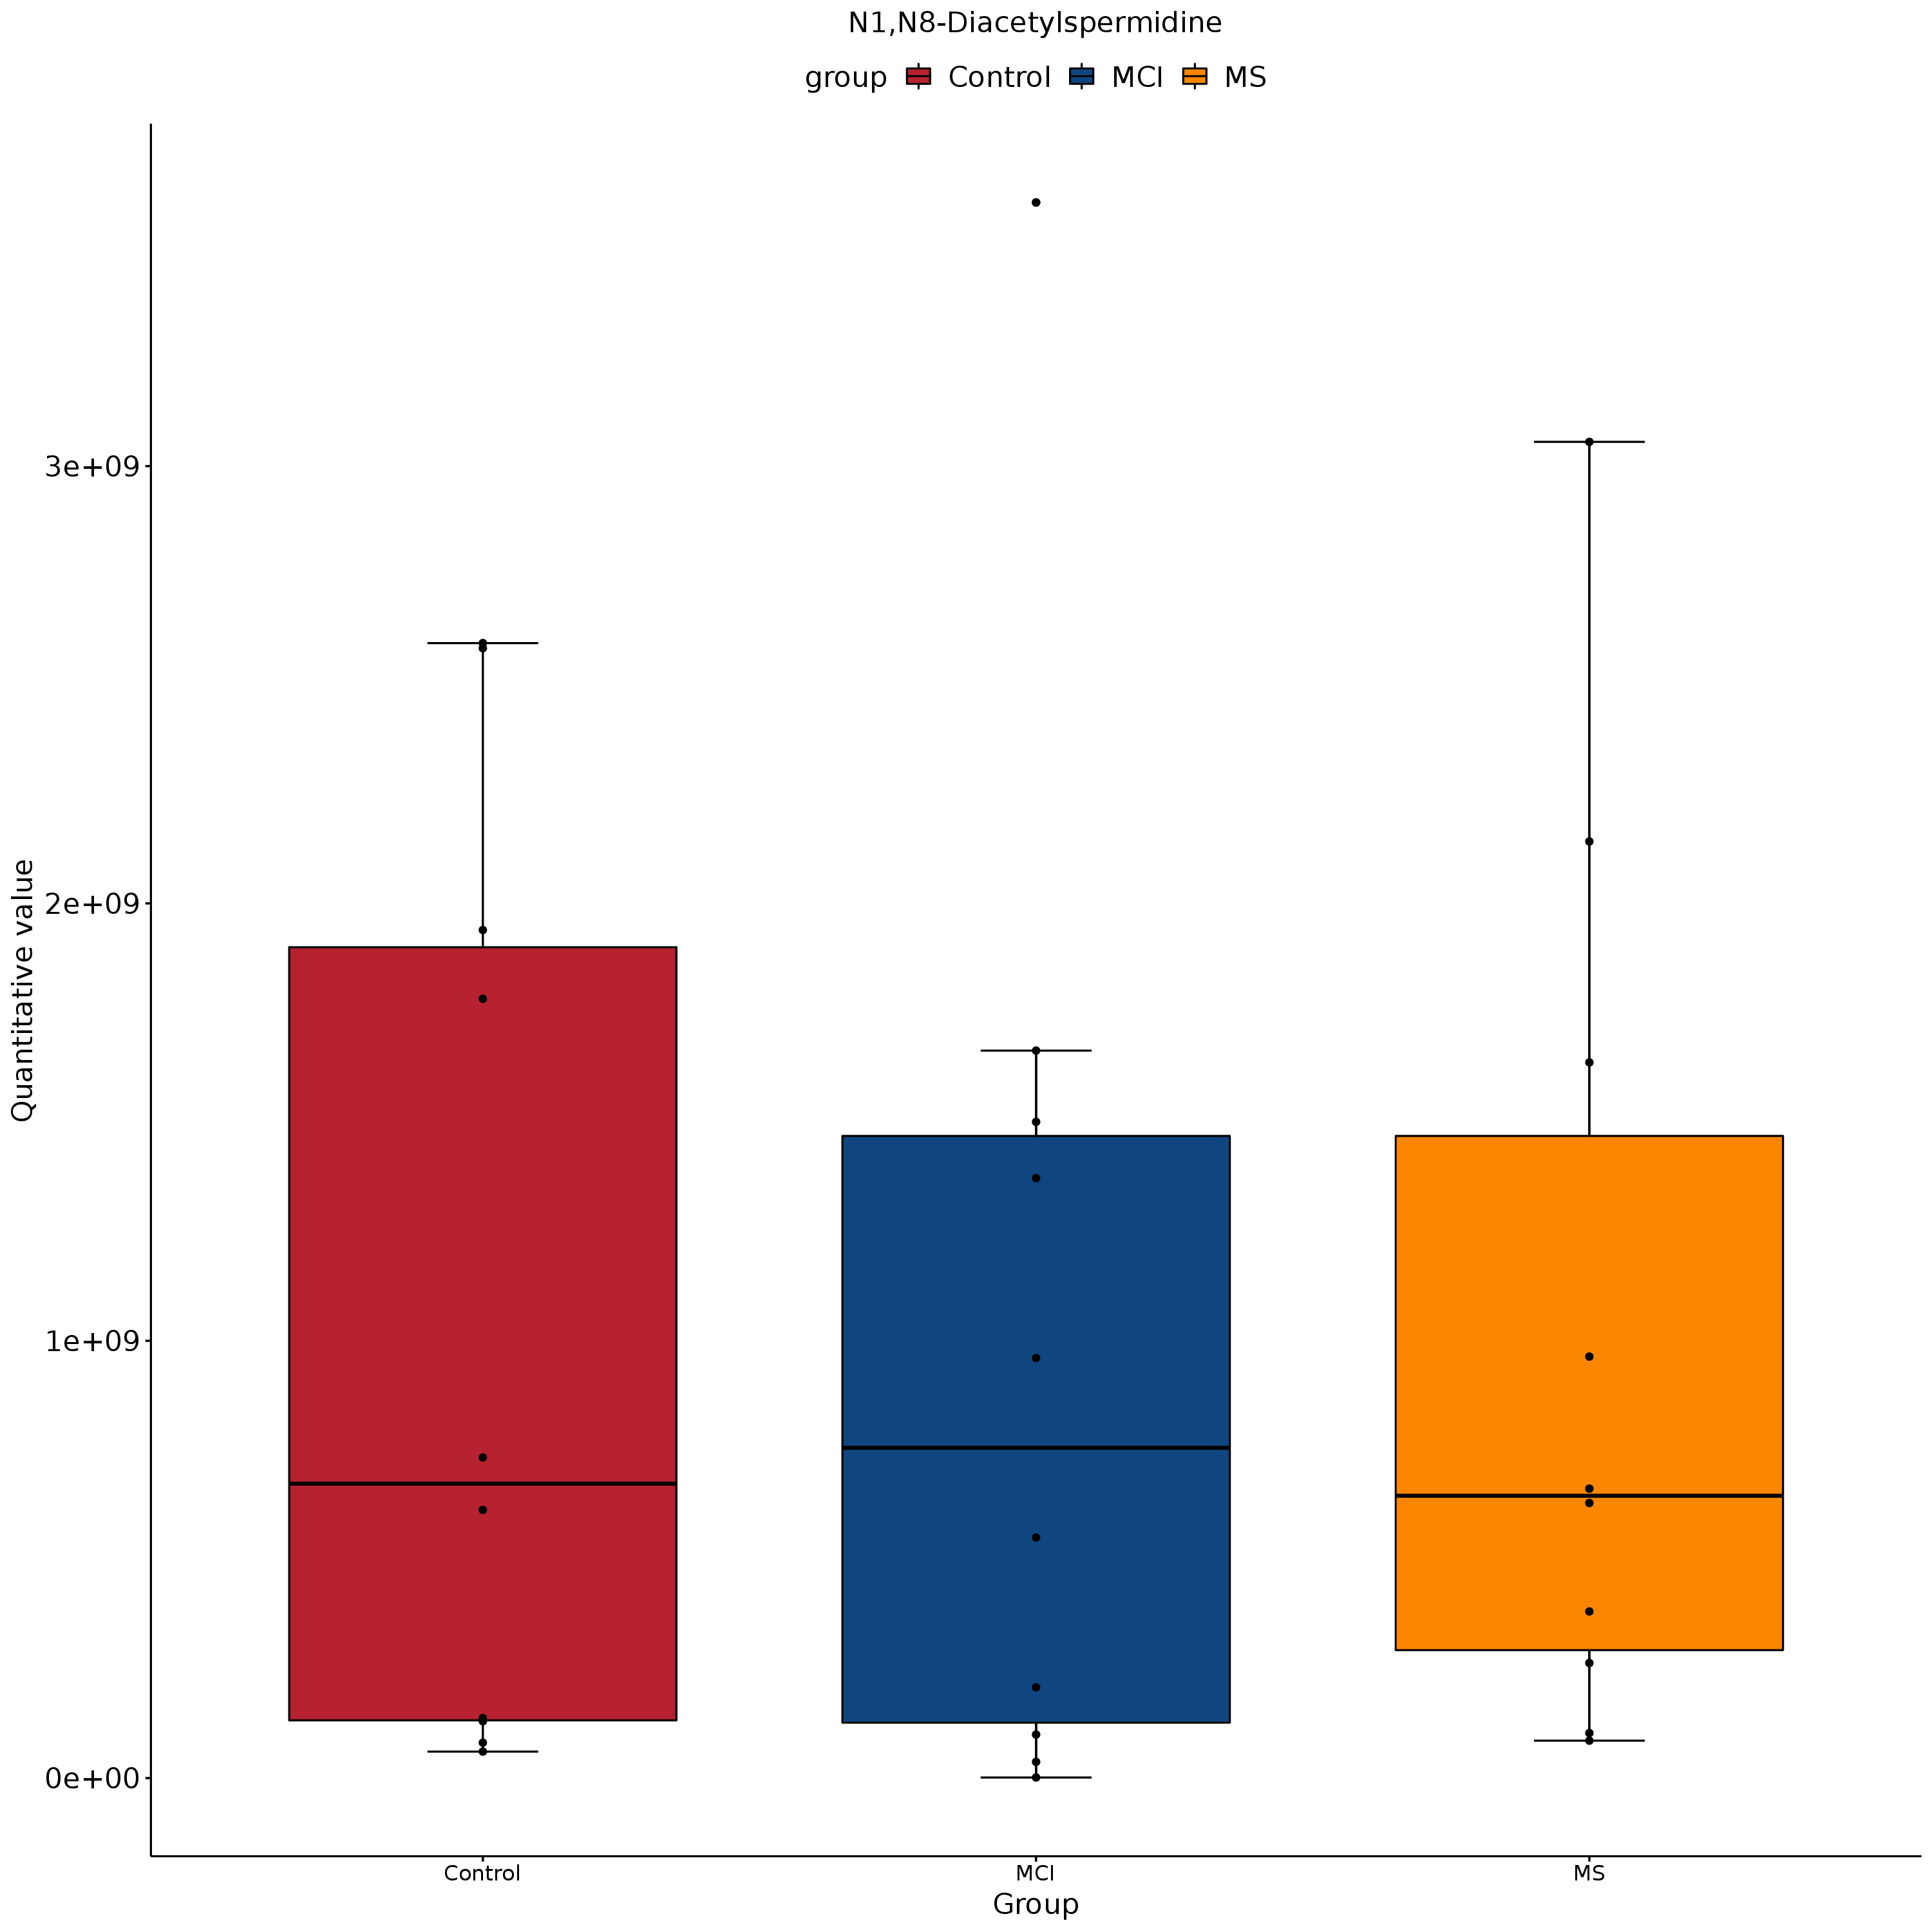 N1,N8-Diacetylspermidine
group Control MCI MS
Quantitative value
3e+09
2e+09
1e+09
0e+00
Control MCI MS
Group